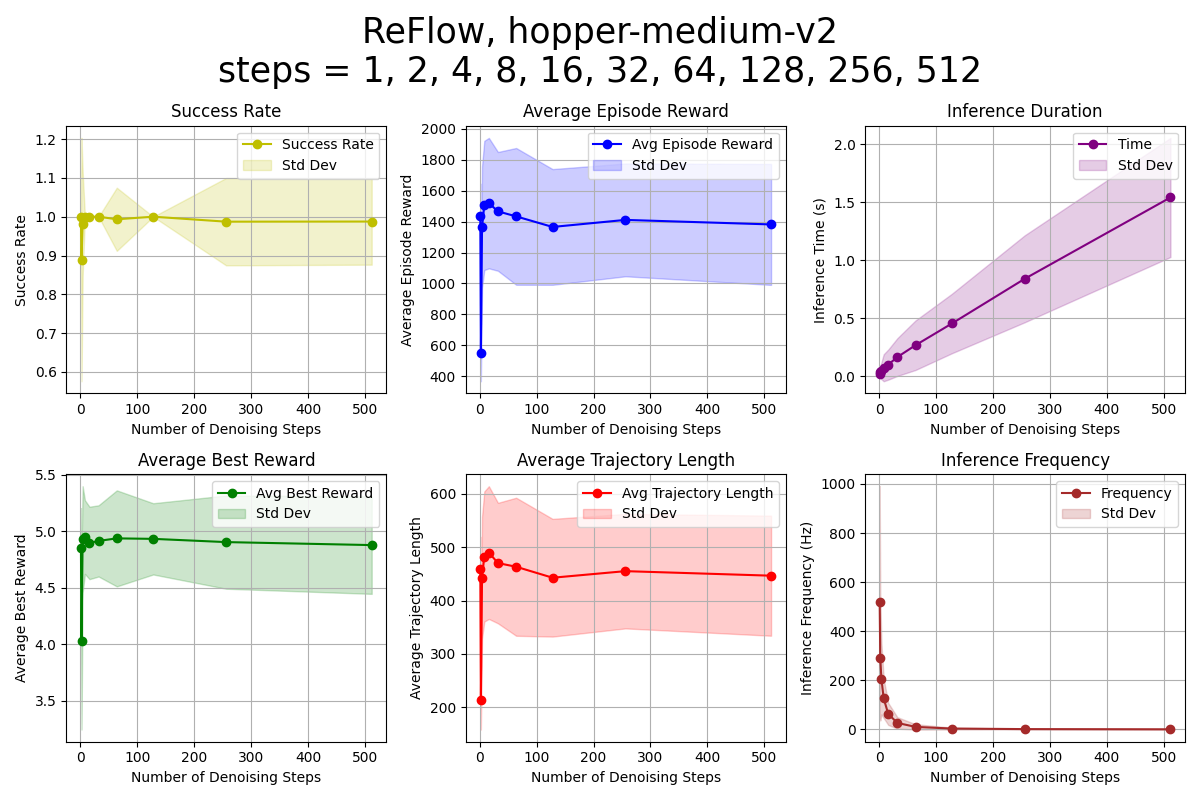 ReFlow, hopper-medium-v2
steps = 1, 2, 4, 8, 16, 32, 64, 128, 256, 512
Success Rate
Success Rate
Std Dev
Success Rate
1.2
1.1
1.0
0.9
0.8
0.7
0.6
0 100 200 300 400 500
Number of Denoising Steps
Average Episode Reward
Avg Episode Reward
Std Dev
Average Episode Reward
2000
1800
1600
1400
1200
1000
800
600
400
0 100 200 300 400 500
Number of Denoising Steps
Inference Duration
Time
Std Dev
Inference Time (s)
2.0
1.5
1.0
0.5
0.0
0 100 200 300 400 500
Number of Denoising Steps
Average Best Reward
Avg Best Reward
Std Dev
Average Best Reward
5.5
5.0
4.5
4.0
3.5
0 100 200 300 400 500
Number of Denoising Steps
Average Trajectory Length
Avg Trajectory Length
Std Dev
Average Trajectory Length
600
500
400
300
200
0 100 200 300 400 500
Number of Denoising Steps
Inference Frequency
Frequency
Std Dev
Inference Frequency (Hz)
1000
800
600
400
200
0
0 100 200 300 400 500
Number of Denoising Steps